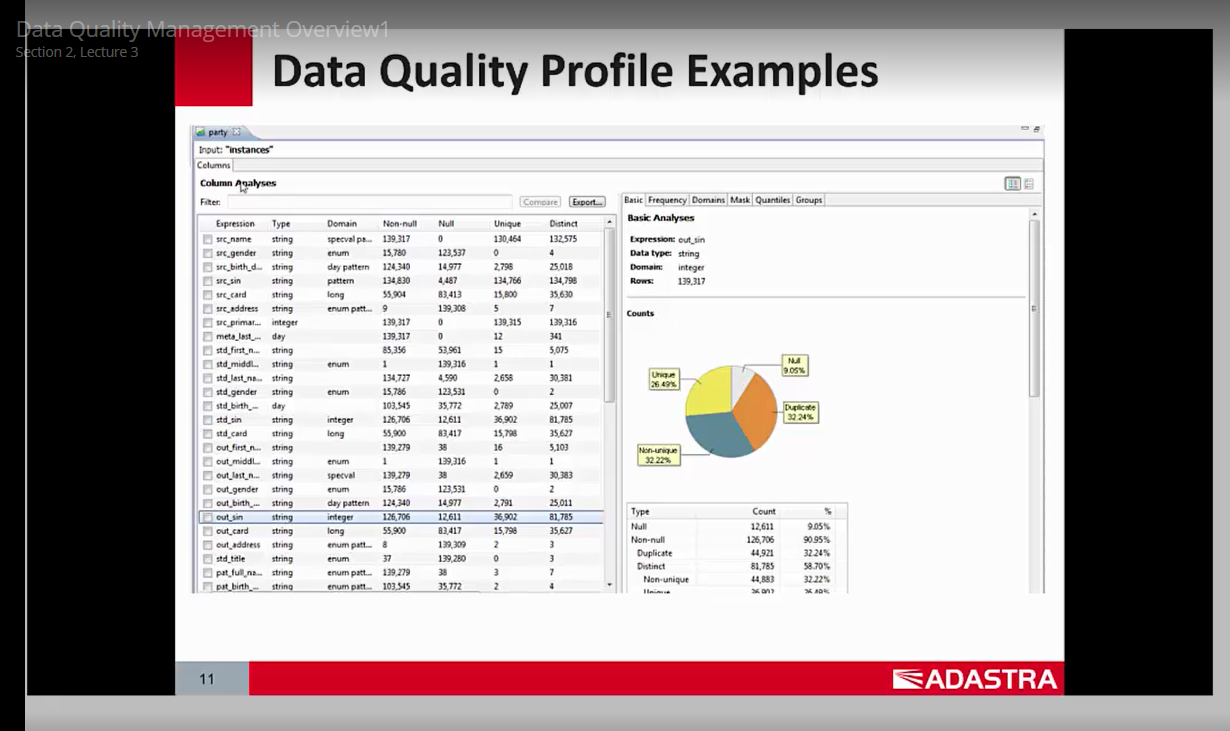 Data Quality Management Overview1
Section 2, Lecture 3
Data Quality Profile Examples
party
Input: "instances"
Columns
Column Analyses
Filter:
Compare
Export...
Expression Type Domain Non-null Null Unique Distinct
src_name string specval pa... 139,317 0 130,464 132,575
src_gender string enum 15,780 123,537 0 4
src_birth_d... string day pattern 124,340 14,977 2,798 25,018
src_sin string pattern 134,830 4,487 134,766 134,798
src_card string long 55,904 83,413 15,800 35,630
src_address string enum patt... 9 139,308 5 7
src_primar... integer 139,317 0 139,315 139,316
meta_last_... day 139,317 0 12 341
std_first_n... string 85,356 53,961 15 5,075
std_middl... string enum 1 139,316 1 1
std_last_na... string 134,727 4,590 2,658 30,381
std_gender string enum 15,786 123,531 0 2
std_birth_... day 103,545 35,772 2,789 25,007
std_sin string integer 126,706 12,611 36,902 81,785
std_card string long 55,900 83,417 15,798 35,627
out_first_n... string 139,279 38 16 5,103
out_middl... string enum 1 139,316 1 1
out_last_n... string specval 139,279 38 2,659 30,383
out_gender string enum 15,786 123,531 0 2
out_birth_... string day pattern 124,340 14,977 2,791 25,011
out_sin string integer 126,706 12,611 36,902 81,785
out_card string long 55,900 83,417 15,798 35,627
out_address string enum patt... 8 139,309 2 3
std_title string enum 37 139,280 0 3
pat_full_na... string enum patt... 139,279 38 3 7
pat_birth_... string enum patt... 103,545 35,772 2 4
Basic Frequency Domains Mask Quantiles Groups
Basic Analyses
Expression: out_sin
Data type: string
Domain: integer
Rows: 139,317
Counts
Null
9.05%
Unique
26.49%
Duplicate
32.24%
Non-unique
32.22%
Type Count %
Null 12,611 9.05%
Non-null 126,706 90.95%
Duplicate 44,921 32.24%
Distinct 81,785 58.70%
Non-unique 44,883 32.22%
Unique 36,902 26.49%
11
ADASTRA